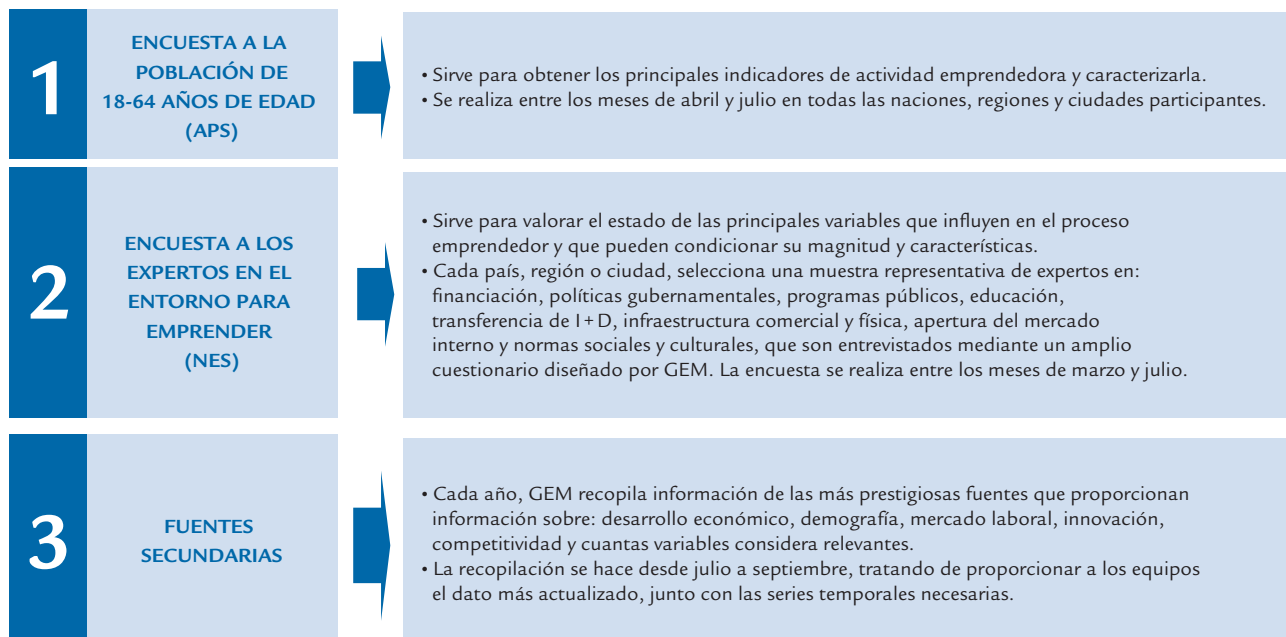 1
ENCUESTA A LA
POBLACIÓN DE
18-64 AÑOS DE EDAD
(APS)
• Sirve para obtener los principales indicadores de actividad emprendedora y caracterizarla.
• Se realiza entre los meses de abril y julio en todas las naciones, regiones y ciudades participantes.
2
ENCUESTA A LOS
EXPERTOS EN EL
ENTORNO PARA
EMPRENDER
(NES)
• Sirve para valorar el estado de las principales variables que influyen en el proceso
emprendedor y que pueden condicionar su magnitud y características.
• Cada país, región o ciudad, selecciona una muestra representativa de expertos en:
financiación, políticas gubernamentales, programas públicos, educación,
transferencia de I+D, infraestructura comercial y física, apertura del mercado
interno y normas sociales y culturales, que son entrevistados mediante un amplio
cuestionario diseñado por GEM. La encuesta se realiza entre los meses de marzo y julio.
3
FUENTES
SECUNDARIAS
• Cada año, GEM recopila información de las más prestigiosas fuentes que proporcionan
información sobre: desarrollo económico, demografía, mercado laboral, innovación,
competitividad y cuantas variables considera relevantes.
• La recopilación se hace desde julio a septiembre, tratando de proporcionar a los equipos
el dato más actualizado, junto con las series temporales necesarias.